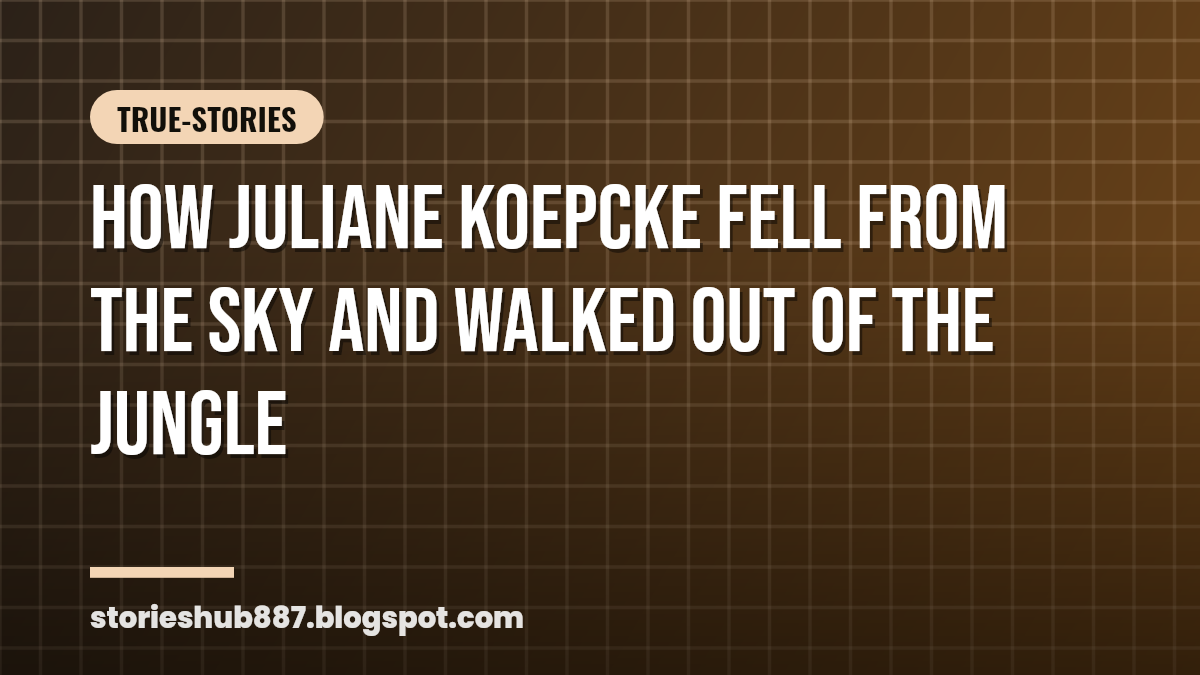 TRUE-STORIES
HOW JULIANE KOEPCKE FELL FROM
THE SKY AND WALKED OUT OF THE
JUNGLE
storieshub887.blogspot.com